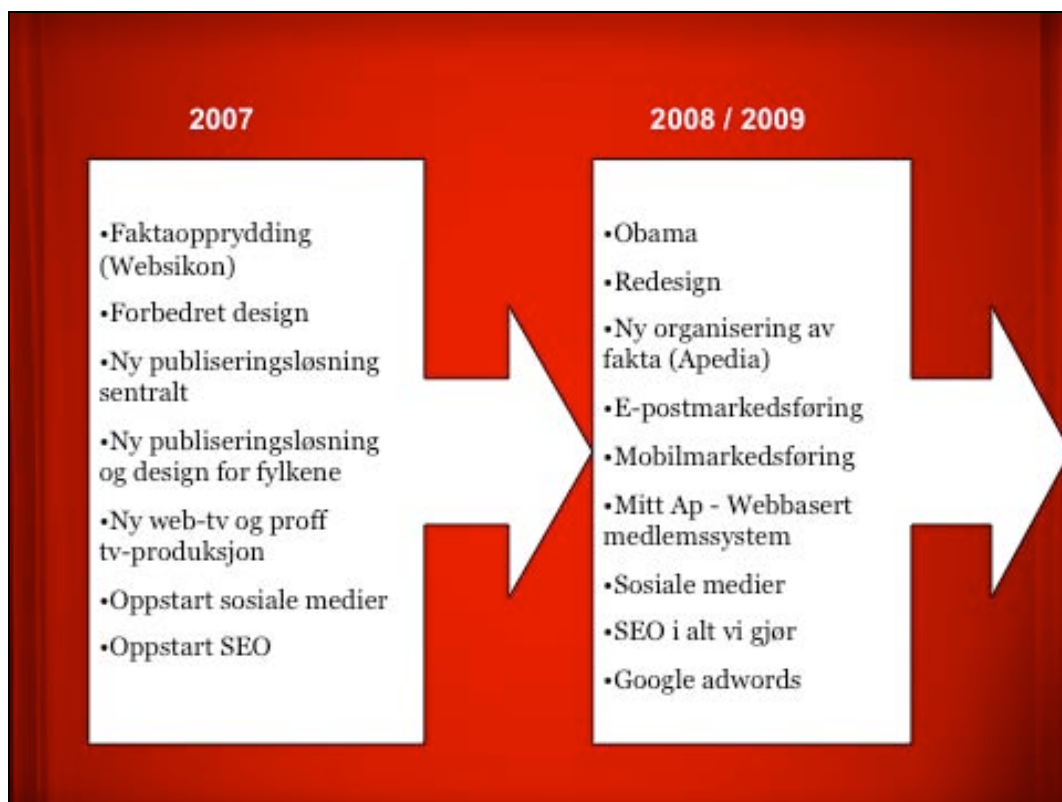 2007
•Faktaopprydding
(Websikon)
•Forbedret design
•Ny publiseringsløsning
sentralt
•Ny publiseringsløsning
og design for fylkene
•Ny web-tv og proff
tv-produksjon
•Oppstart sosiale medier
•Oppstart SEO
2008 / 2009
•Obama
•Redesign
•Ny organisering av
fakta (Apedia)
•E-postmarkedsføring
•Mobilmarkedsføring
•Mitt Ap - Webbasert
medlemssystem
•Sosiale medier
•SEO i alt vi gjør
•Google adwords